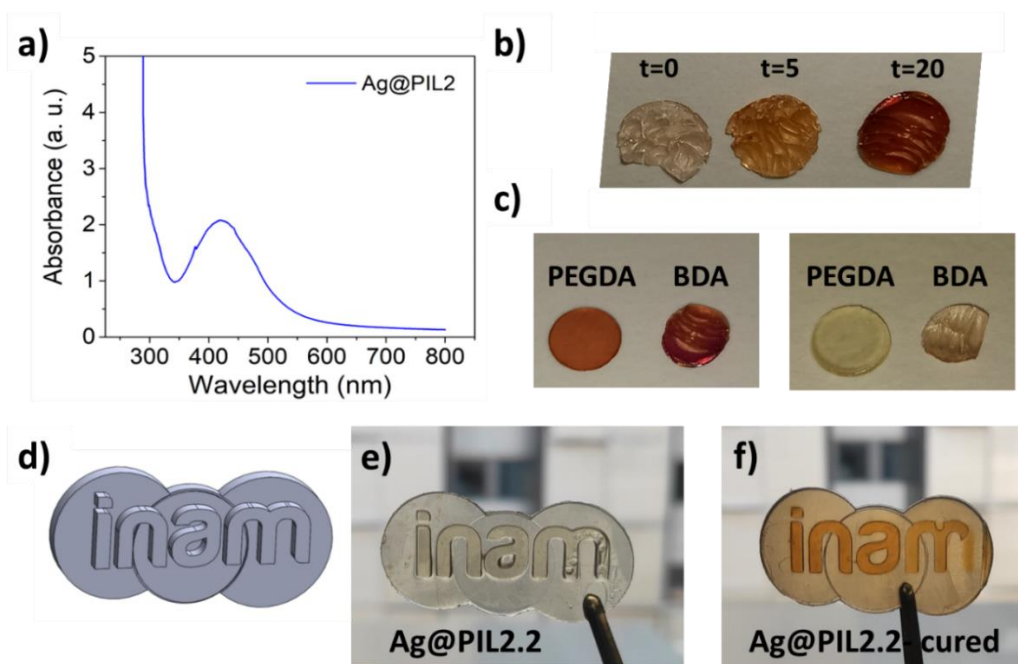 a)
Absorbance (a. u.)
5
4
3
2
1
0
Ag@PIL2
300 400 500 600 700 800
Wavelength (nm)
b)
t=0 t=5 t=20
c)
PEGDA BDA
PEGDA BDA
d)
inam
e)
inam
Ag@PIL2.2
f)
inam
Ag@PIL2.2- cured